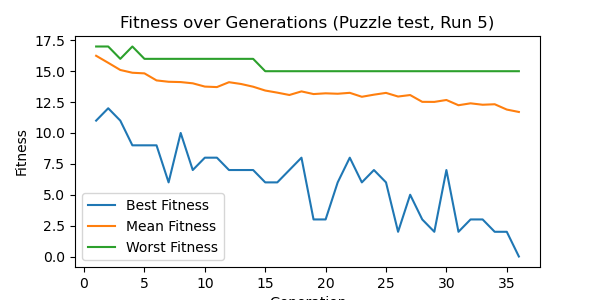 Fitness over Generations (Puzzle test, Run 5)
17.5
15.0
12.5
10.0
7.5
5.0
2.5
0.0
Fitness
Best Fitness
Mean Fitness
Worst Fitness
0 5 10 15 20 25 30 35
Generation